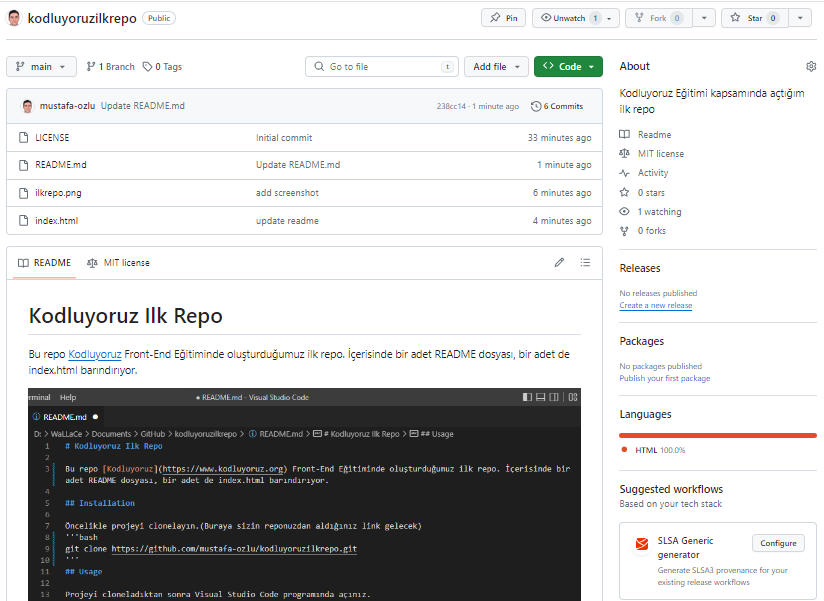 kodluyoruzilkrepo Public Pin Unwatch 1 Fork 0 Star 0
main 1 Branch 0 Tags Go to file t Add file Code
mustafa-ozlu Update README.md 238cc14 · 1 minute ago 6 Commits
LICENSE Initial commit 33 minutes ago
README.md Update README.md 1 minute ago
ilkrepo.png add screenshot 6 minutes ago
index.html update readme 4 minutes ago
README MIT license
Kodluyoruz Ilk Repo
Bu repo Kodluyoruz Front-End Eğitiminde oluşturduğumuz ilk repo. İçerisinde bir adet README dosyası, bir adet de
index.html barındırıyor.
rminal Help ● README.md - Visual Studio Code
README.md ●
D: > WaLLaCe > Documents > GitHub > kodluyoruzilkrepo > README.md > # Kodluyoruz Ilk Repo > ## Usage
1 # Kodluyoruz Ilk Repo
2
3 Bu repo [Kodluyoruz](https://www.kodluyoruz.org) Front-End Eğitiminde oluşturduğumuz ilk repo. İçerisinde bir
adet README dosyası, bir adet de index.html barındırıyor.
4
5 ## Installation
6
7 Öncelikle projeyi clonelayın.(Buraya sizin reponuzdan aldığınız link gelecek)
8 ```bash
9 git clone https://github.com/mustafa-ozlu/kodluyoruzilkrepo.git
10 ```
11 ## Usage
12
13 Projeyi cloneladıktan sonra Visual Studio Code programında açınız.
About
Kodluyoruz Eğitimi kapsamında açtığım
ilk repo
Readme
MIT license
Activity
0 stars
1 watching
0 forks
Releases
No releases published
Create a new release
Packages
No packages published
Publish your first package
Languages
HTML 100.0%
Suggested workflows
Based on your tech stack
SLSA Generic
generator
Configure
Generate SLSA3 provenance for your
existing release workflows